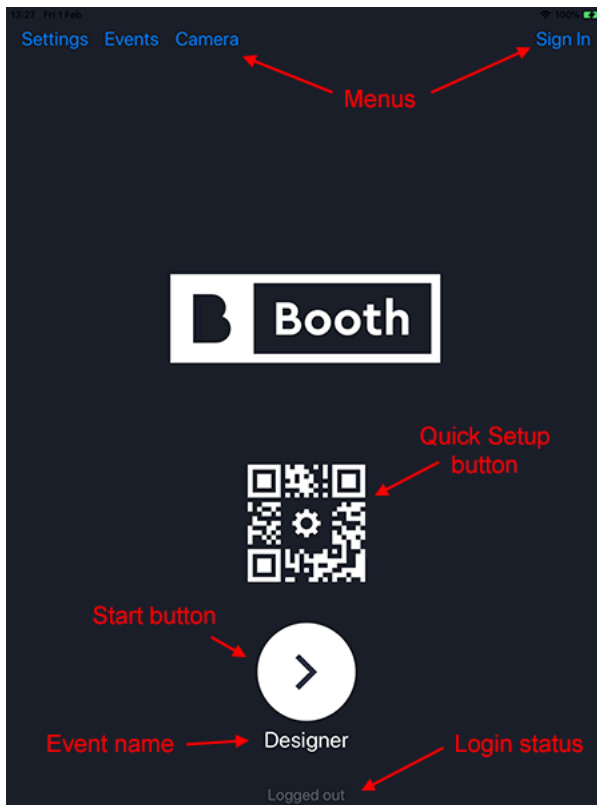 13:27 Fri 1 Feb 100%
Settings Events Camera Sign In
Menus
B Booth
Quick Setup
button
Start button
Event name Designer Login status
Logged out